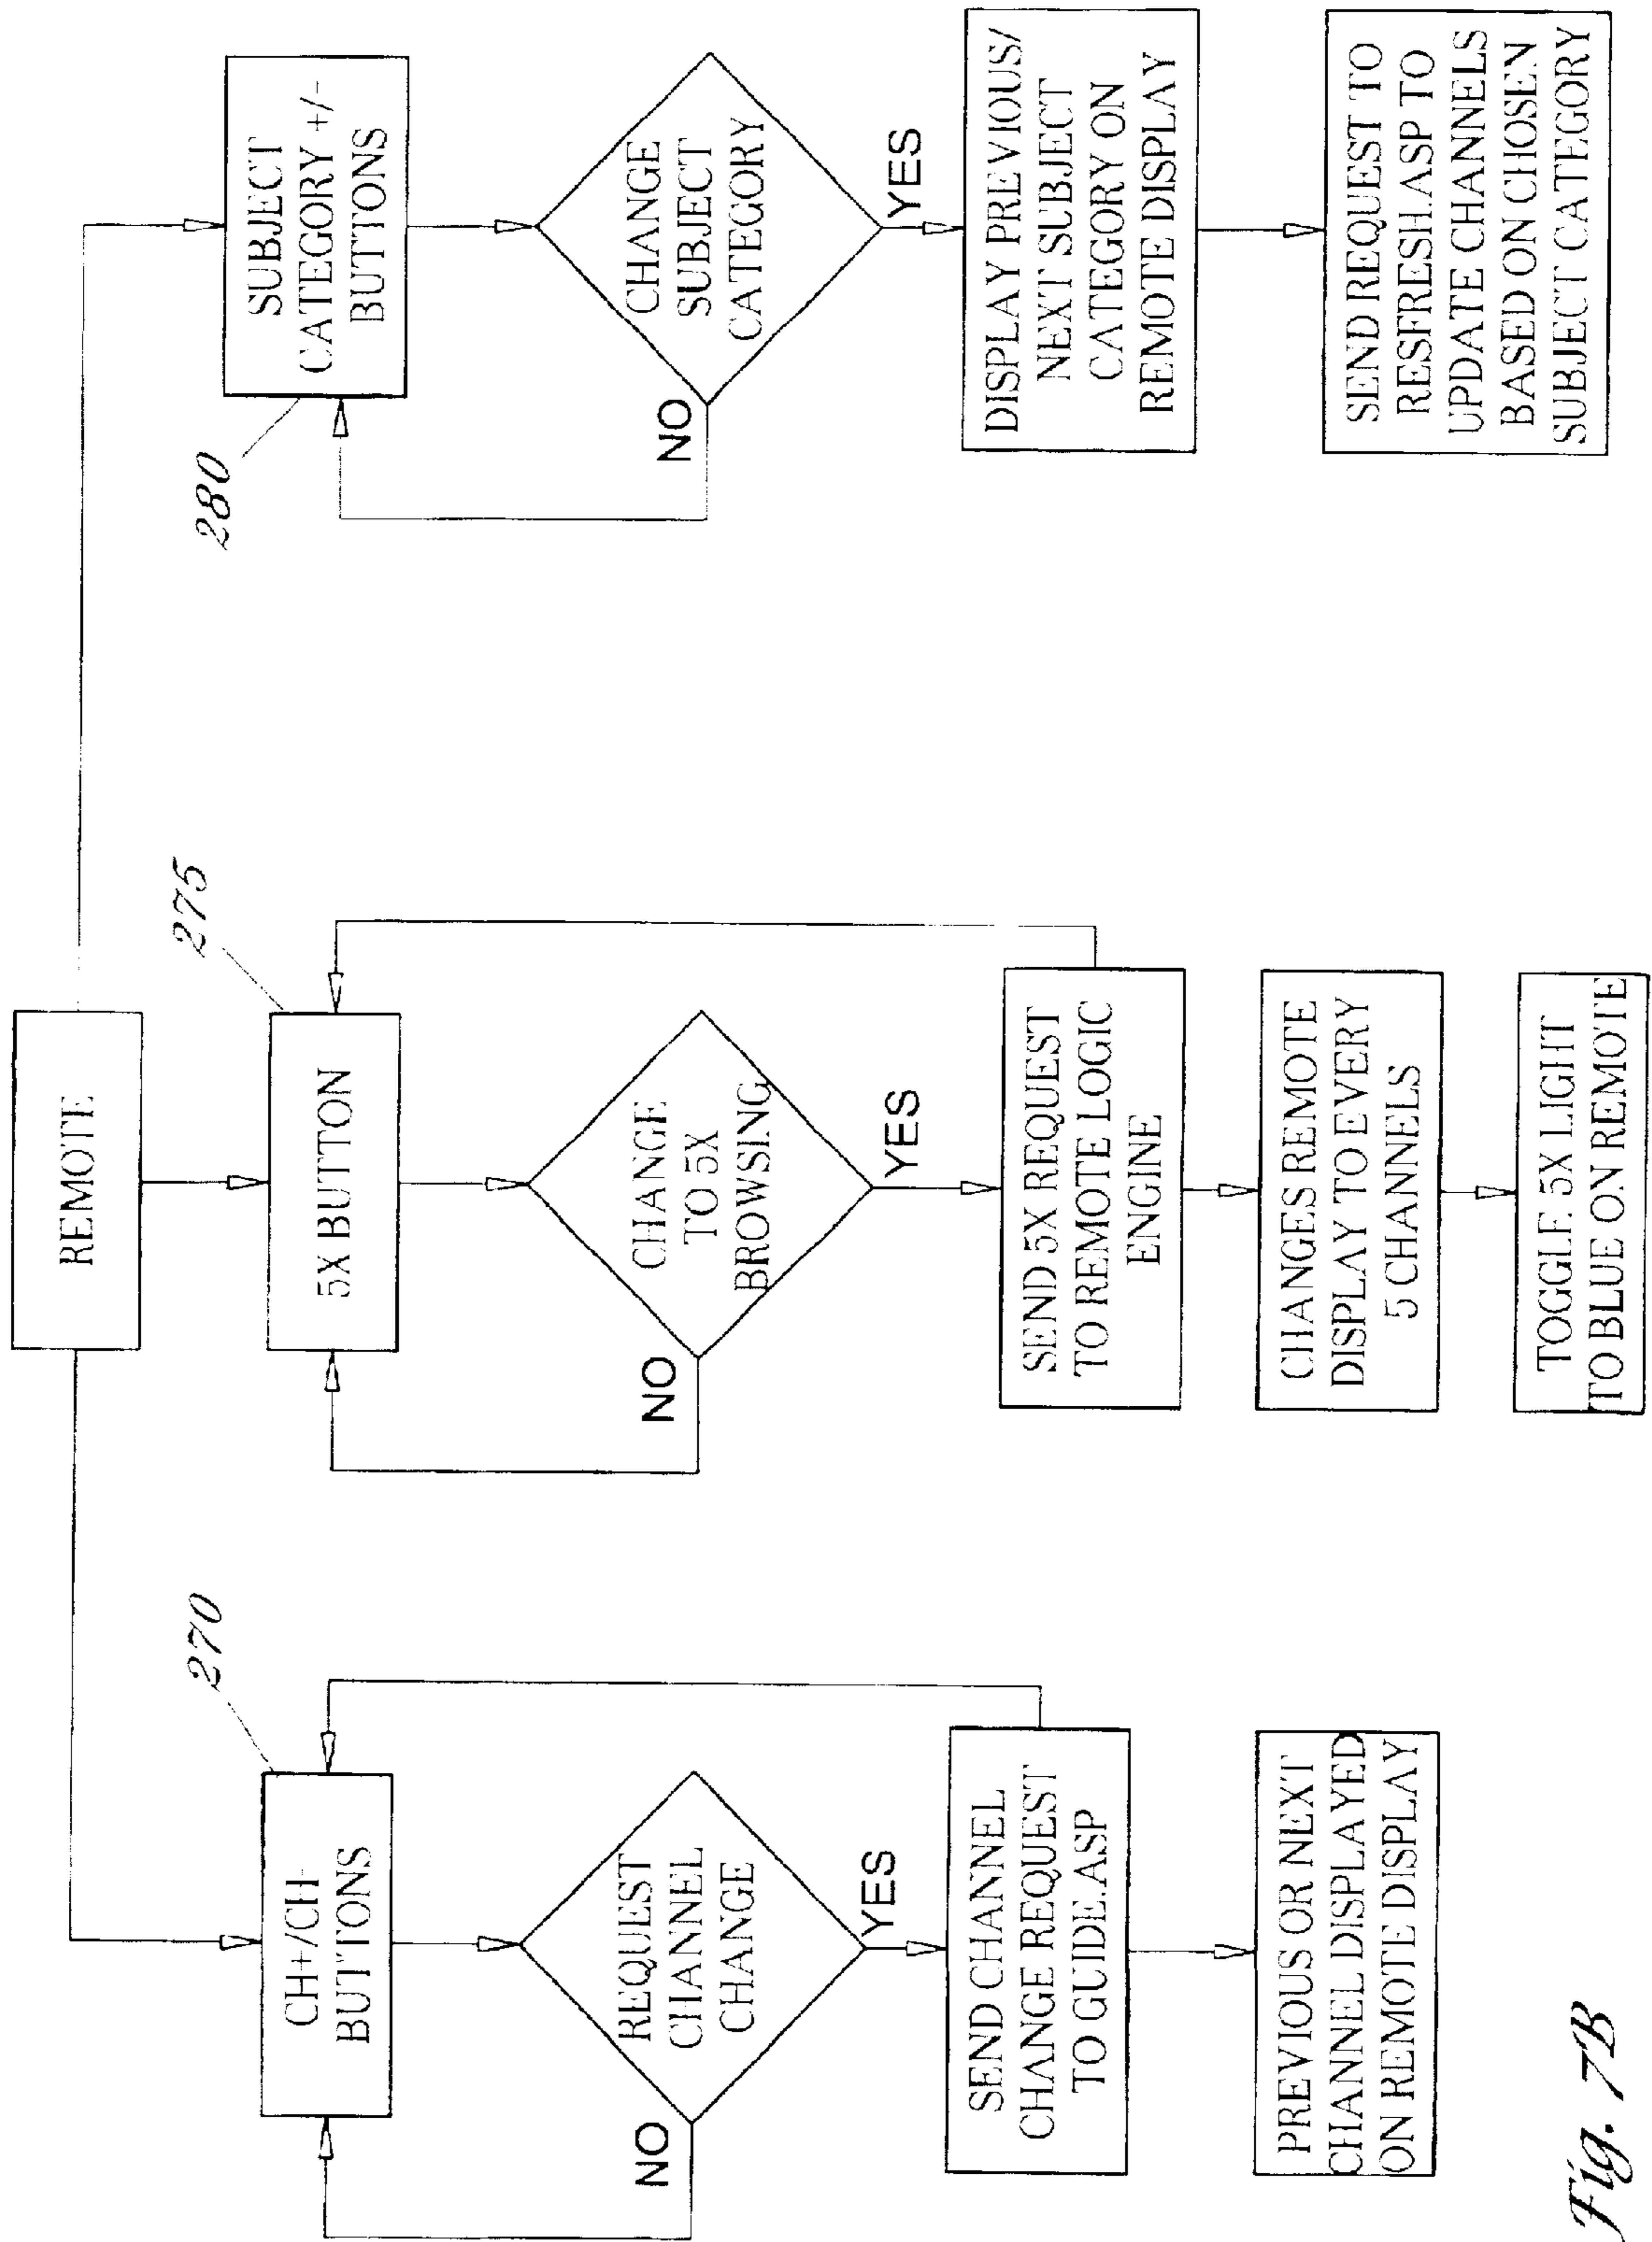 REMOTE
270
CH+/CH-
BUTTONS
REQUEST
CHANNEL
CHANGE
NO
YES
SEND CHANNEL
CHANGE REQUEST
TO GUIDE.ASP
PREVIOUS OR NEXT
CHANNEL DISPLAYED
ON REMOTE DISPLAY
275
5X BUTTON
CHANGE
TO 5X
BROWSING
NO
YES
SEND 5X REQUEST
TO REMOTE LOGIC
ENGINE
CHANGES REMOTE
DISPLAY TO EVERY
5 CHANNELS
TOGGLE 5X LIGHT
TO BLUE ON REMOTE
280
SUBJECT
CATEGORY +/-
BUTTONS
CHANGE
SUBJECT
CATEGORY
NO
YES
DISPLAY PREVIOUS/
NEXT SUBJECT
CATEGORY ON
REMOTE DISPLAY
SEND REQUEST TO
RESFRESH.ASP TO
UPDATE CHANNELS
BASED ON CHOSEN
SUBJECT CATEGORY
Fig. 7B